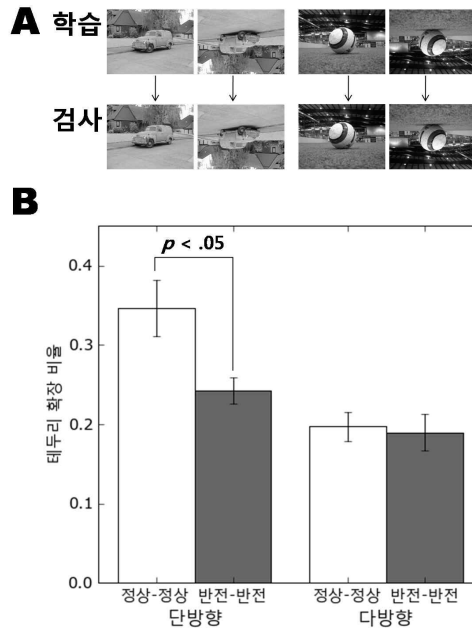 A 학습
검사
B
p < .05
테두리 확장 비율
0.4
0.3
0.2
0.1
0.0
정상-정상 반전-반전 정상-정상 반전-반전
단방향 다방향